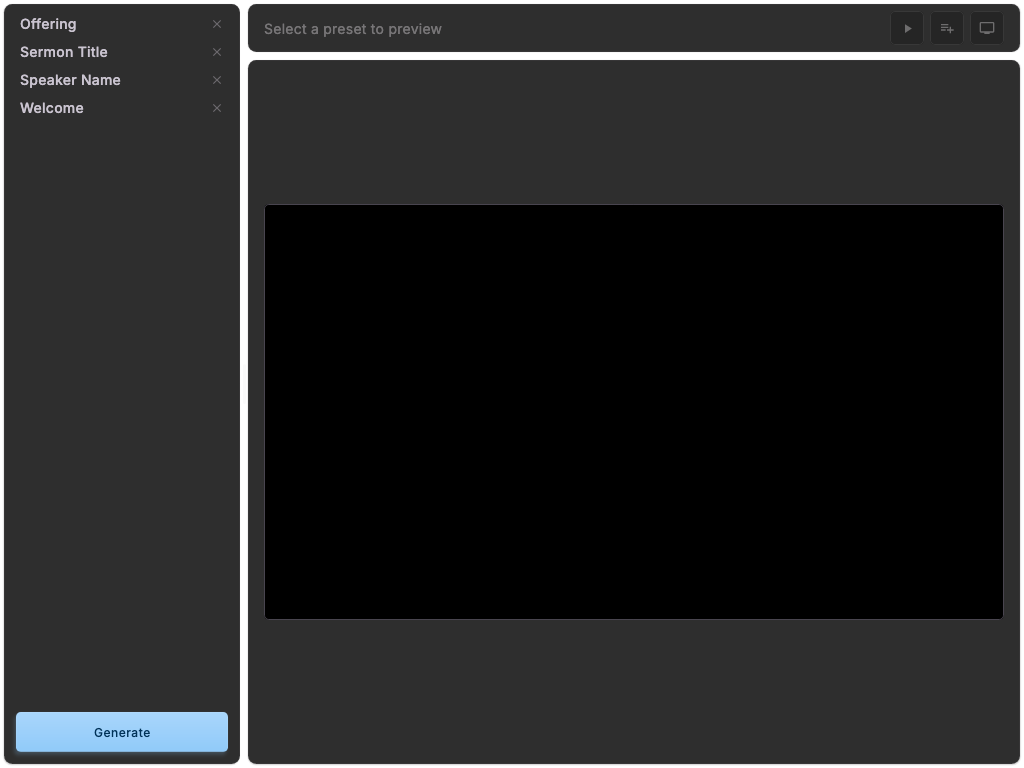 Offering
Sermon Title
Speaker Name
Welcome
Generate
Select a preset to preview